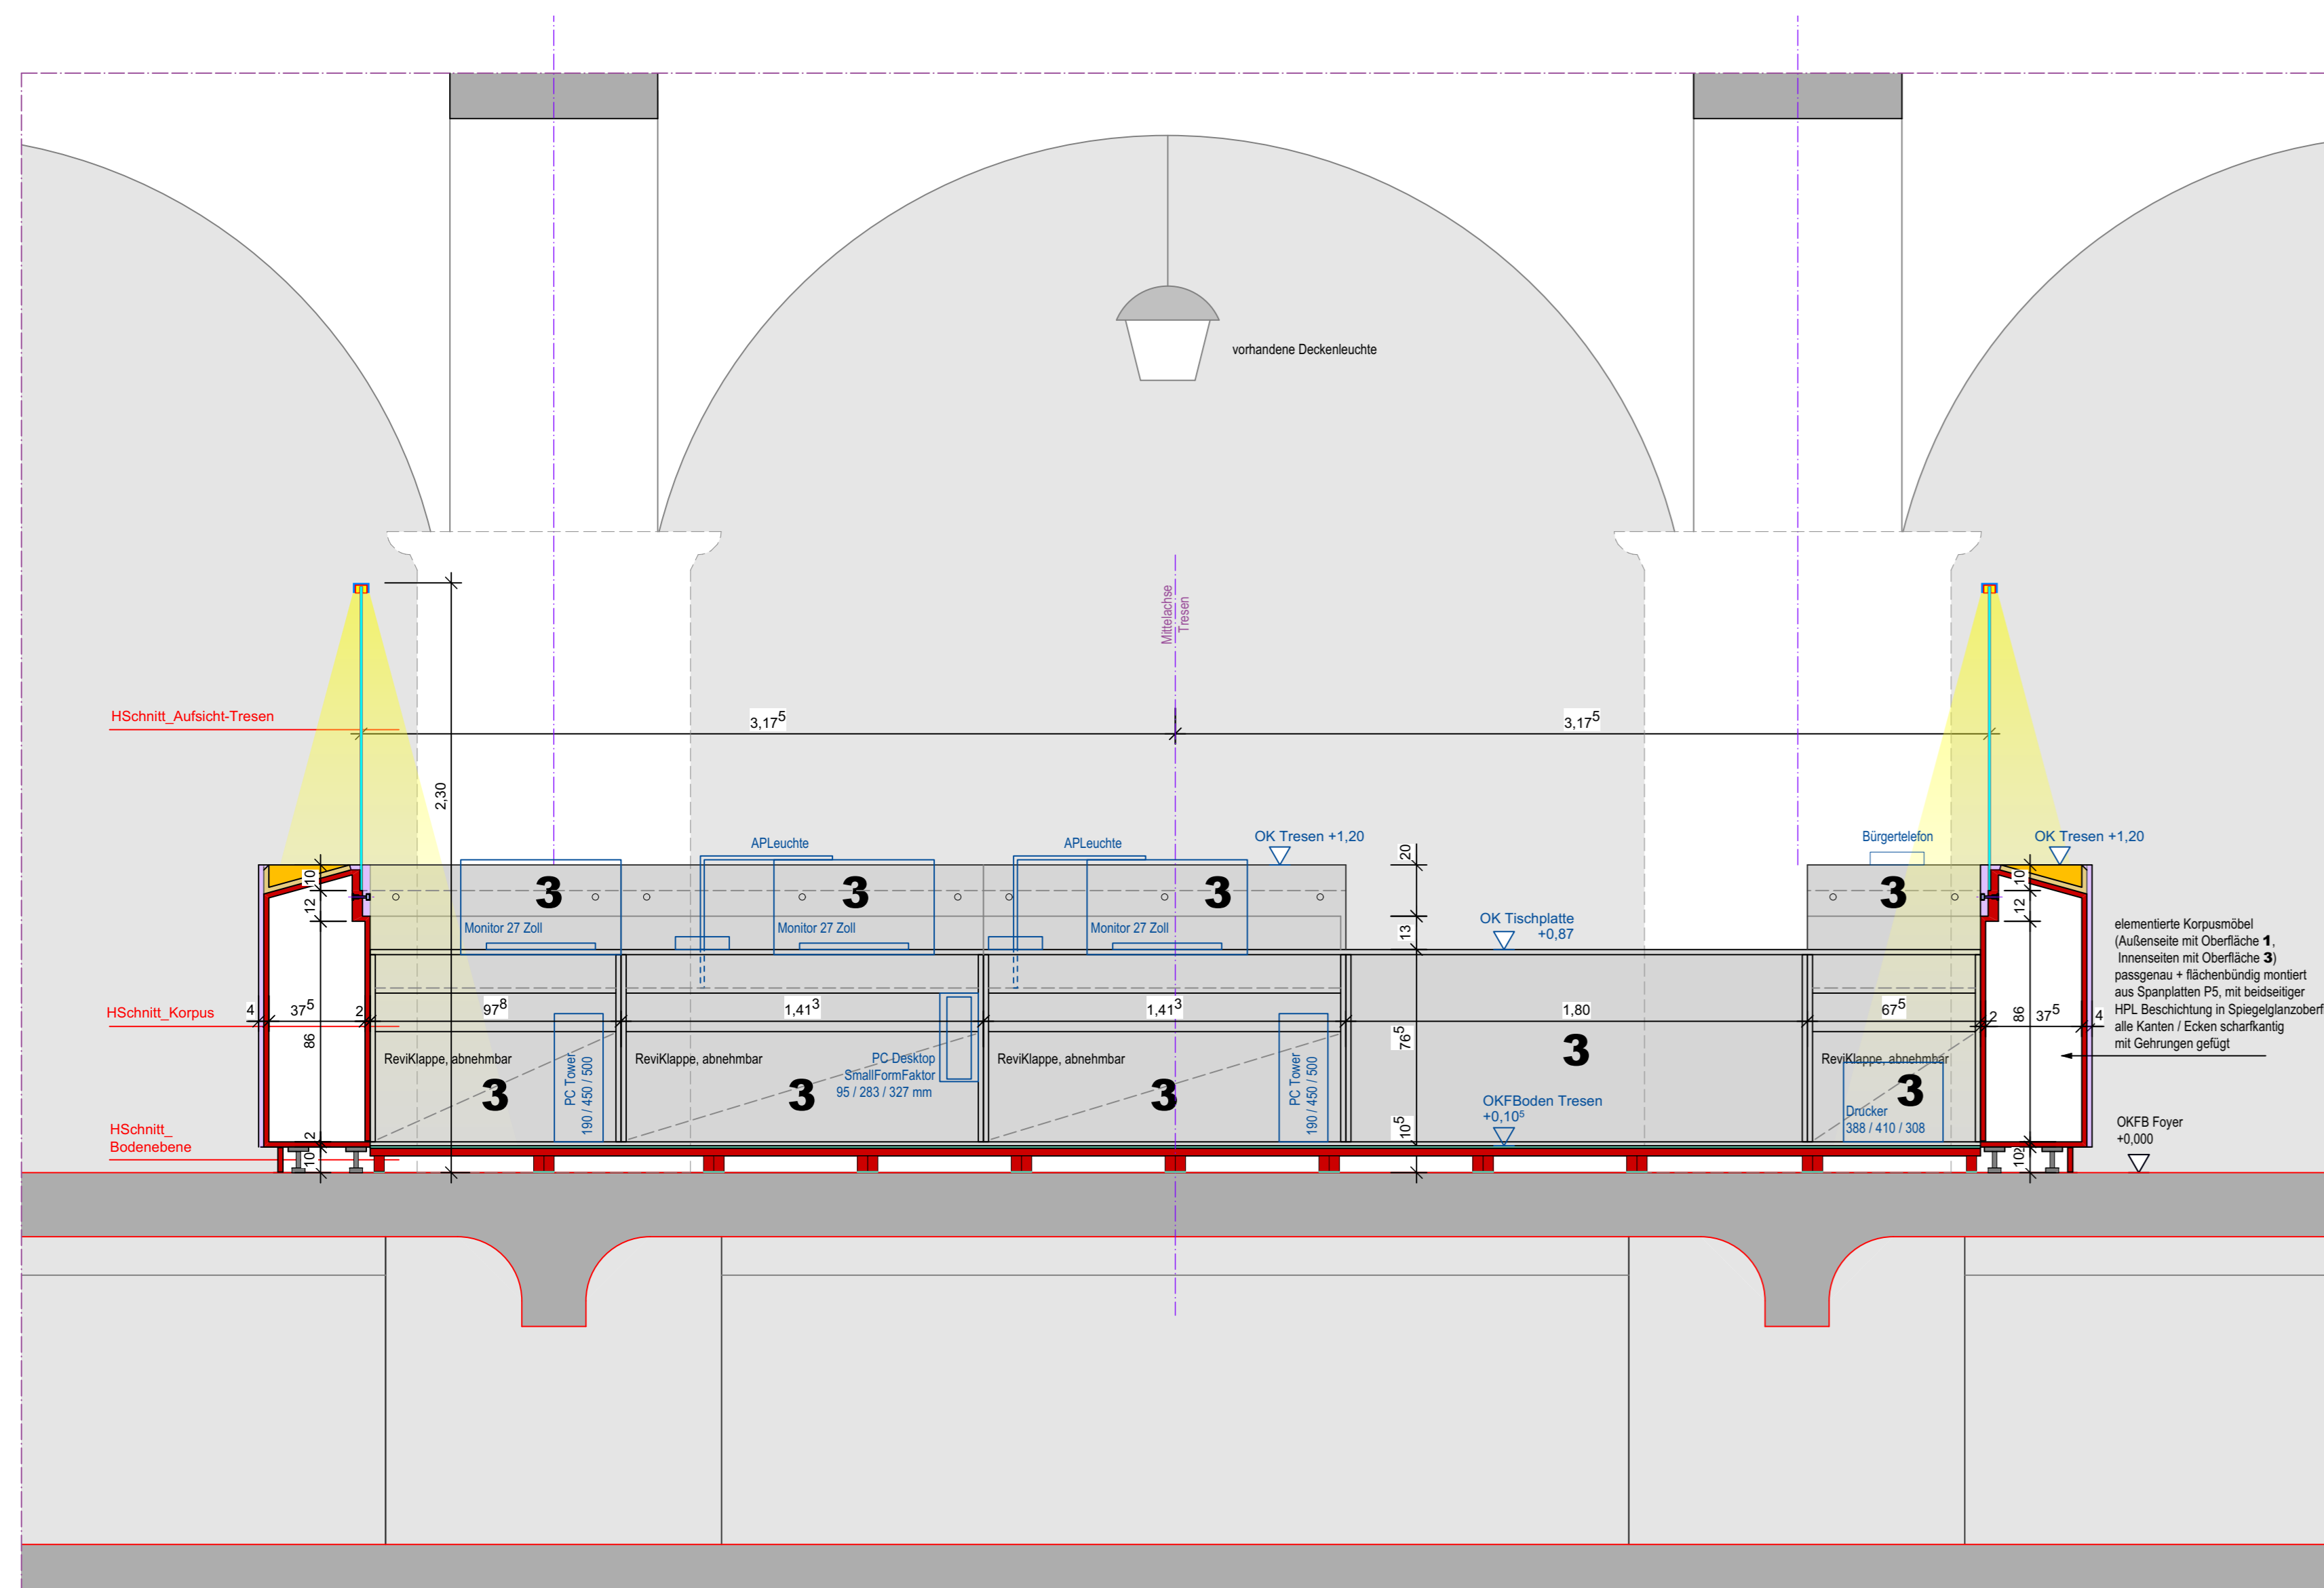 vorhandene Deckenleuchte
Mittelachse
Tresen
HSchnitt_Aufsicht-Tresen
3,17⁵
3,17⁵
2,30
APLeuchte
APLeuchte
OK Tresen +1,20
Bürgertelefon
OK Tresen +1,20
10
12
3
3
3
20
3
10
12
Monitor 27 Zoll
Monitor 27 Zoll
Monitor 27 Zoll
13
OK Tischplatte
+0,87
elementierte Korpusmöbel
(Außenseite mit Oberfläche 1,
Innenseiten mit Oberfläche 3)
passgenau + flächenbündig montiert
aus Spanplatten P5, mit beidseitiger
HPL Beschichtung in Spiegelglanzoberfl
alle Kanten / Ecken scharfkantig
mit Gehrungen gefügt
HSchnitt_Korpus
4
37⁵
2
97⁸
1,41³
1,41³
1,80
67⁵
2
37⁵
4
86
76⁵
86
ReviKlappe, abnehmbar
ReviKlappe, abnehmbar
ReviKlappe, abnehmbar
ReviKlappe, abnehmbar
PC Tower
190 / 450 / 500
PC Desktop
SmallFormFaktor
95 / 283 / 327 mm
PC Tower
190 / 450 / 500
3
3
3
3
3
Drucker
388 / 410 / 308
OKFBoden Tresen
+0,10⁵
HSchnitt_
Bodenebene
2
10
10⁵
2
10
OKFB Foyer
+0,000